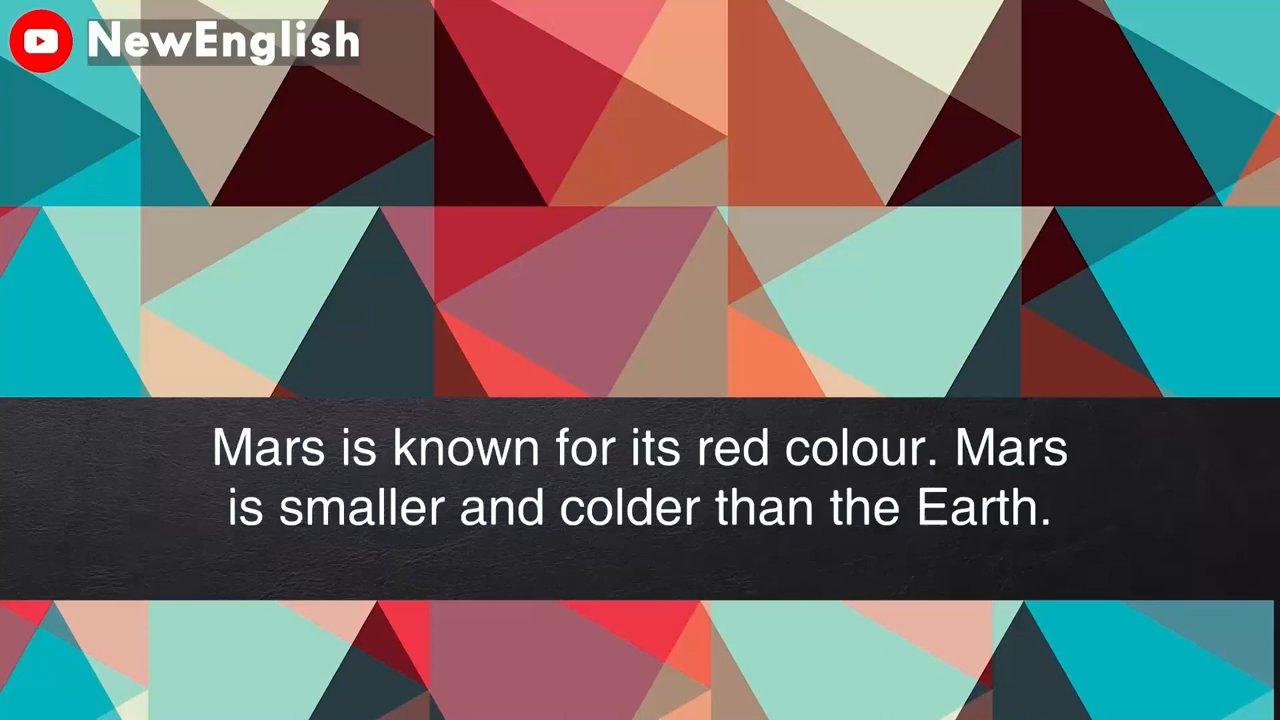 NewEnglish
Mars is known for its red colour. Mars
is smaller and colder than the Earth.